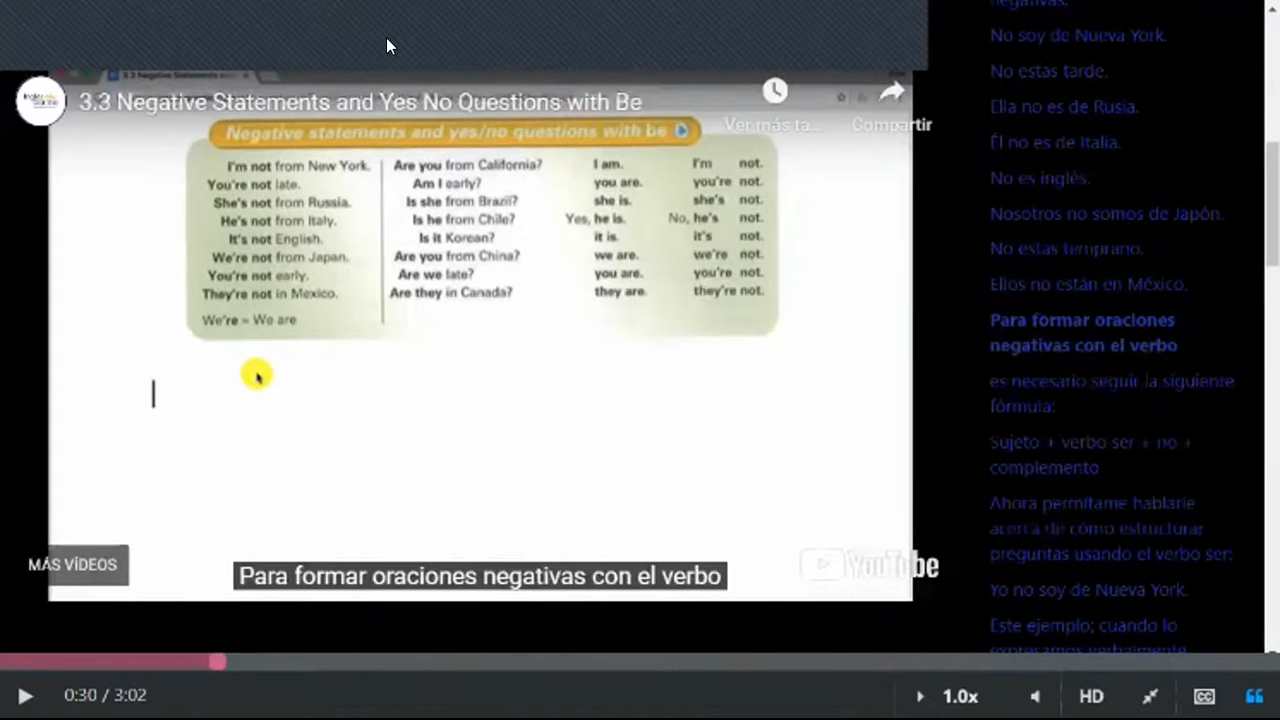 3.3 Negative Statements and Yes No Questions with Be
Ver más ta...
Compartir
Negative statements and yes/no questions with be
I'm not from New York. Are you from California? I am. I'm not.
You're not late. Am I early? you are. you're not.
She's not from Russia. Is she from Brazil? she is. she's not.
He's not from Italy. Is he from Chile? Yes, he is. No, he's not.
It's not English. Is it Korean? it is. it's not.
We're not from Japan. Are you from China? we are. we're not.
You're not early. Are we late? you are. you're not.
They're not in Mexico. Are they in Canada? they are. they're not.
We're = We are
MÁS VÍDEOS
Para formar oraciones negativas con el verbo
YouTube
negativas.
No soy de Nueva York.
No estas tarde.
Ella no es de Rusia.
Él no es de Italia.
No es inglés.
Nosotros no somos de Japón.
No estas temprano.
Ellos no están en México.
Para formar oraciones
negativas con el verbo
es necesario seguir la siguiente
fórmula:
Sujeto + verbo ser + no +
complemento
Ahora permítame hablarle
acerca de cómo estructurar
preguntas usando el verbo ser:
Yo no soy de Nueva York.
Este ejemplo; cuando lo
expresamos verbalmente
0:30 / 3:02
1.0x
HD
CC